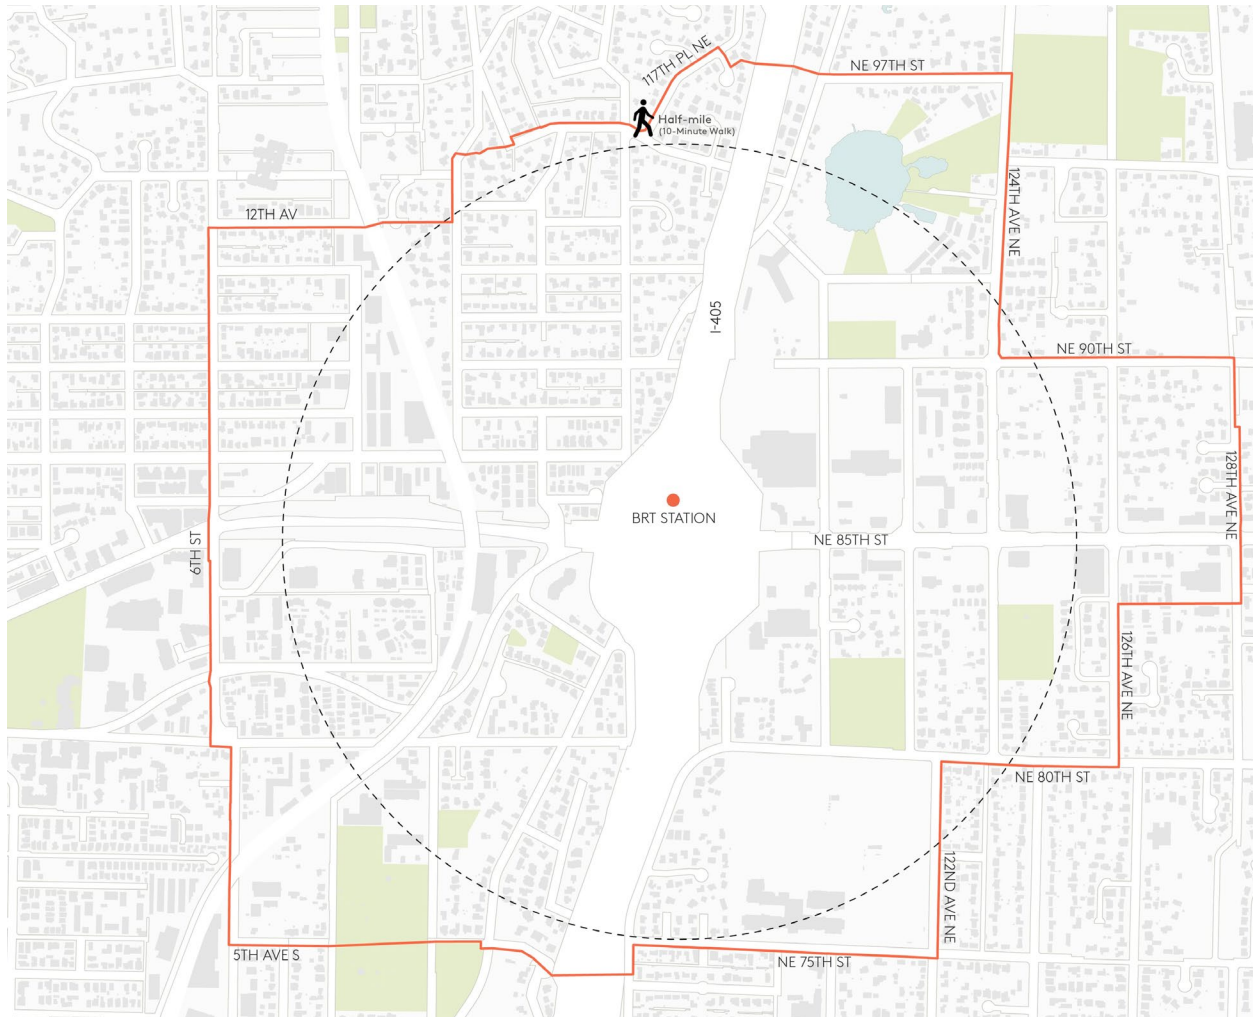 117TH PL NE
NE 97TH ST
Half-mile
(10-Minute Walk)
124TH AVE NE
12TH AV
I-405
NE 90TH ST
128TH AVE NE
BRT STATION
NE 85TH ST
6TH ST
126TH AVE NE
NE 80TH ST
122ND AVE NE
5TH AVE S
NE 75TH ST